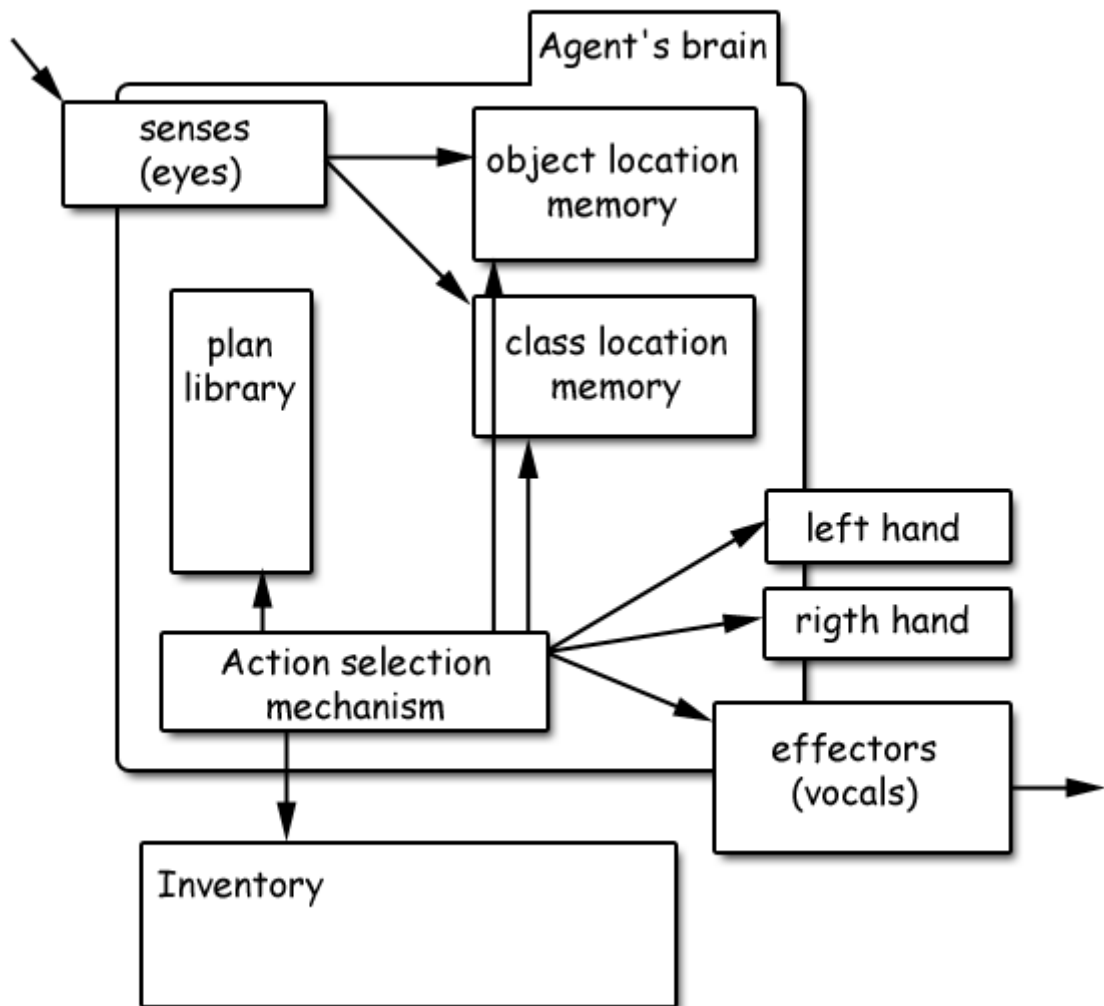 Agent's brain
senses
(eyes)
object location
memory
plan
library
class location
memory
left hand
rigth hand
Action selection
mechanism
effectors
(vocals)
Inventory